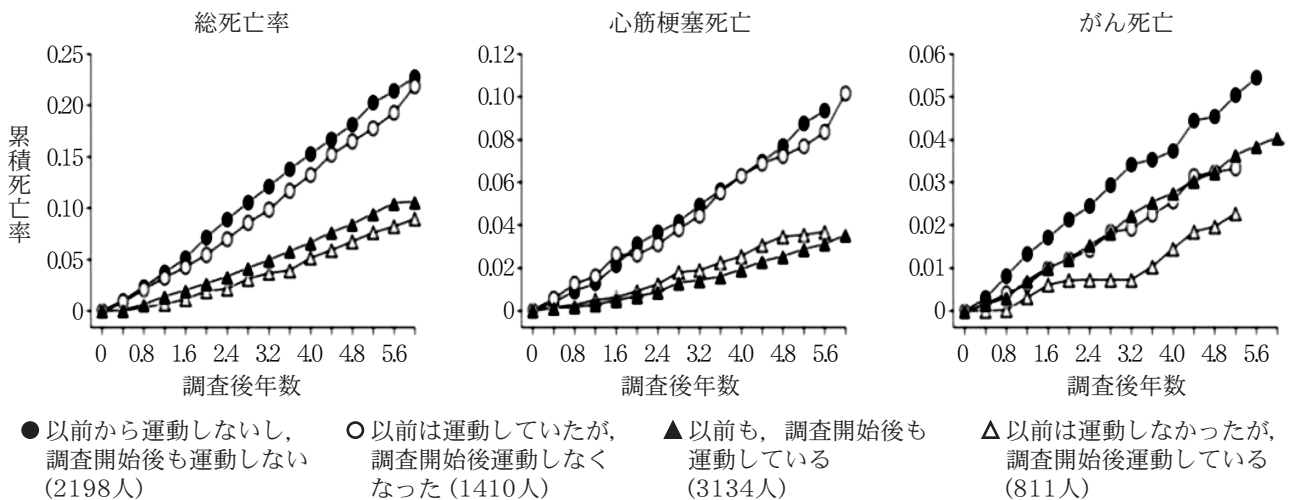 総死亡率
心筋梗塞死亡
がん死亡
累積死亡率
0.25
0.20
0.15
0.10
0.05
0
0 0.8 1.6 2.4 3.2 4.0 4.8 5.6
調査後年数
0.12
0.10
0.08
0.06
0.04
0.02
0
0 0.8 1.6 2.4 3.2 4.0 4.8 5.6
調査後年数
0.06
0.05
0.04
0.03
0.02
0.01
0
0 0.8 1.6 2.4 3.2 4.0 4.8 5.6
調査後年数
● 以前から運動しないし,
調査開始後も運動しない
(2198人)
○ 以前は運動していたが,
調査開始後運動しなく
なった (1410人)
▲ 以前も, 調査開始後も
運動している
(3134人)
△ 以前は運動しなかったが,
調査開始後運動している
(811人)